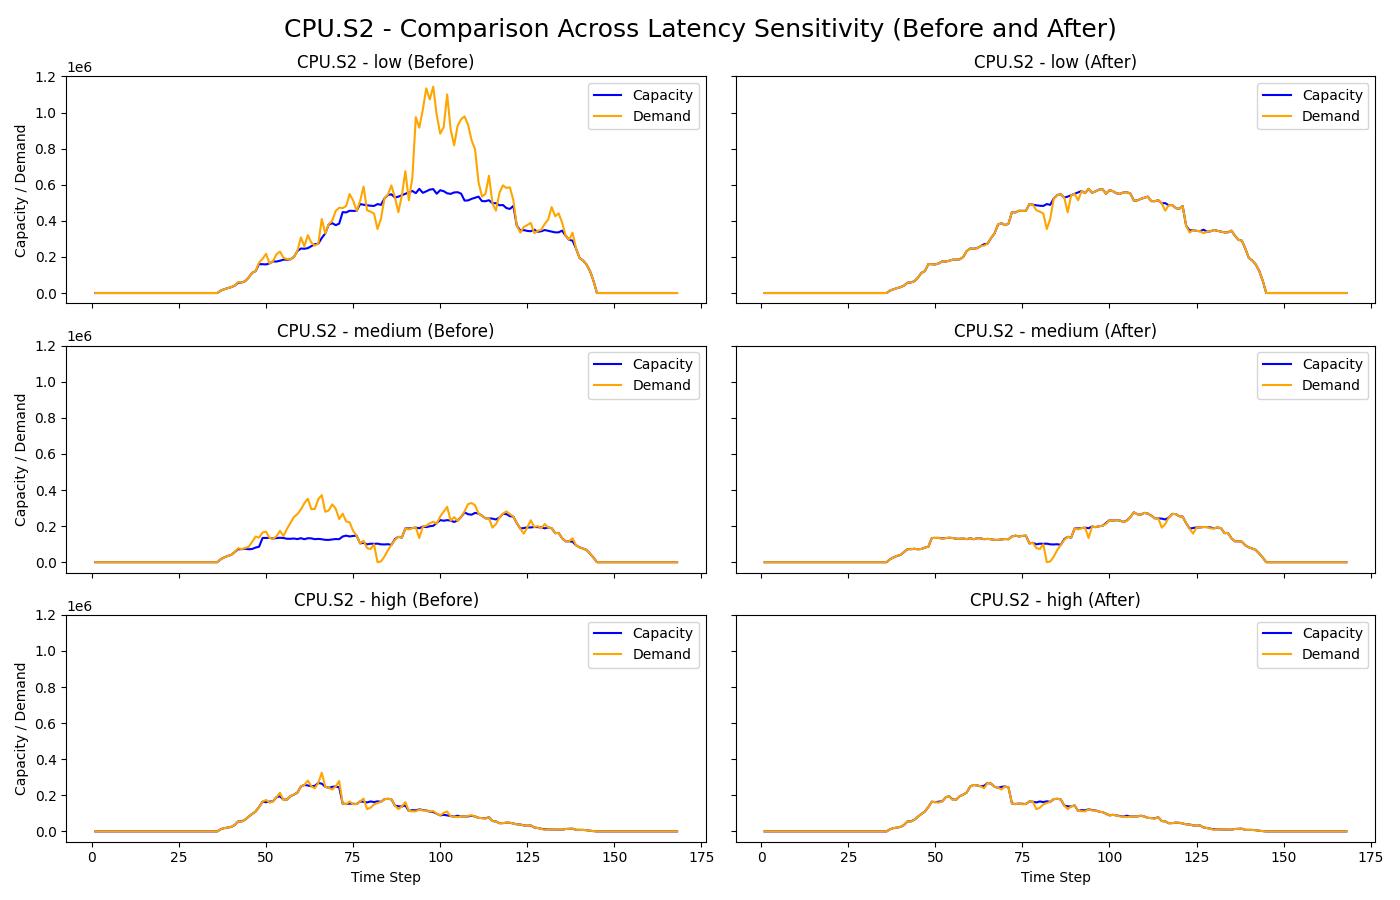 CPU.S2 - Comparison Across Latency Sensitivity (Before and After)
CPU.S2 - low (Before)
1e6
Capacity / Demand
1.2
1.0
0.8
0.6
0.4
0.2
0.0
Capacity
Demand
CPU.S2 - low (After)
Capacity
Demand
CPU.S2 - medium (Before)
1e6
Capacity / Demand
1.2
1.0
0.8
0.6
0.4
0.2
0.0
Capacity
Demand
CPU.S2 - medium (After)
Capacity
Demand
CPU.S2 - high (Before)
1e6
Capacity / Demand
1.2
1.0
0.8
0.6
0.4
0.2
0.0
Capacity
Demand
0 25 50 75 100 125 150 175
Time Step
CPU.S2 - high (After)
Capacity
Demand
0 25 50 75 100 125 150 175
Time Step